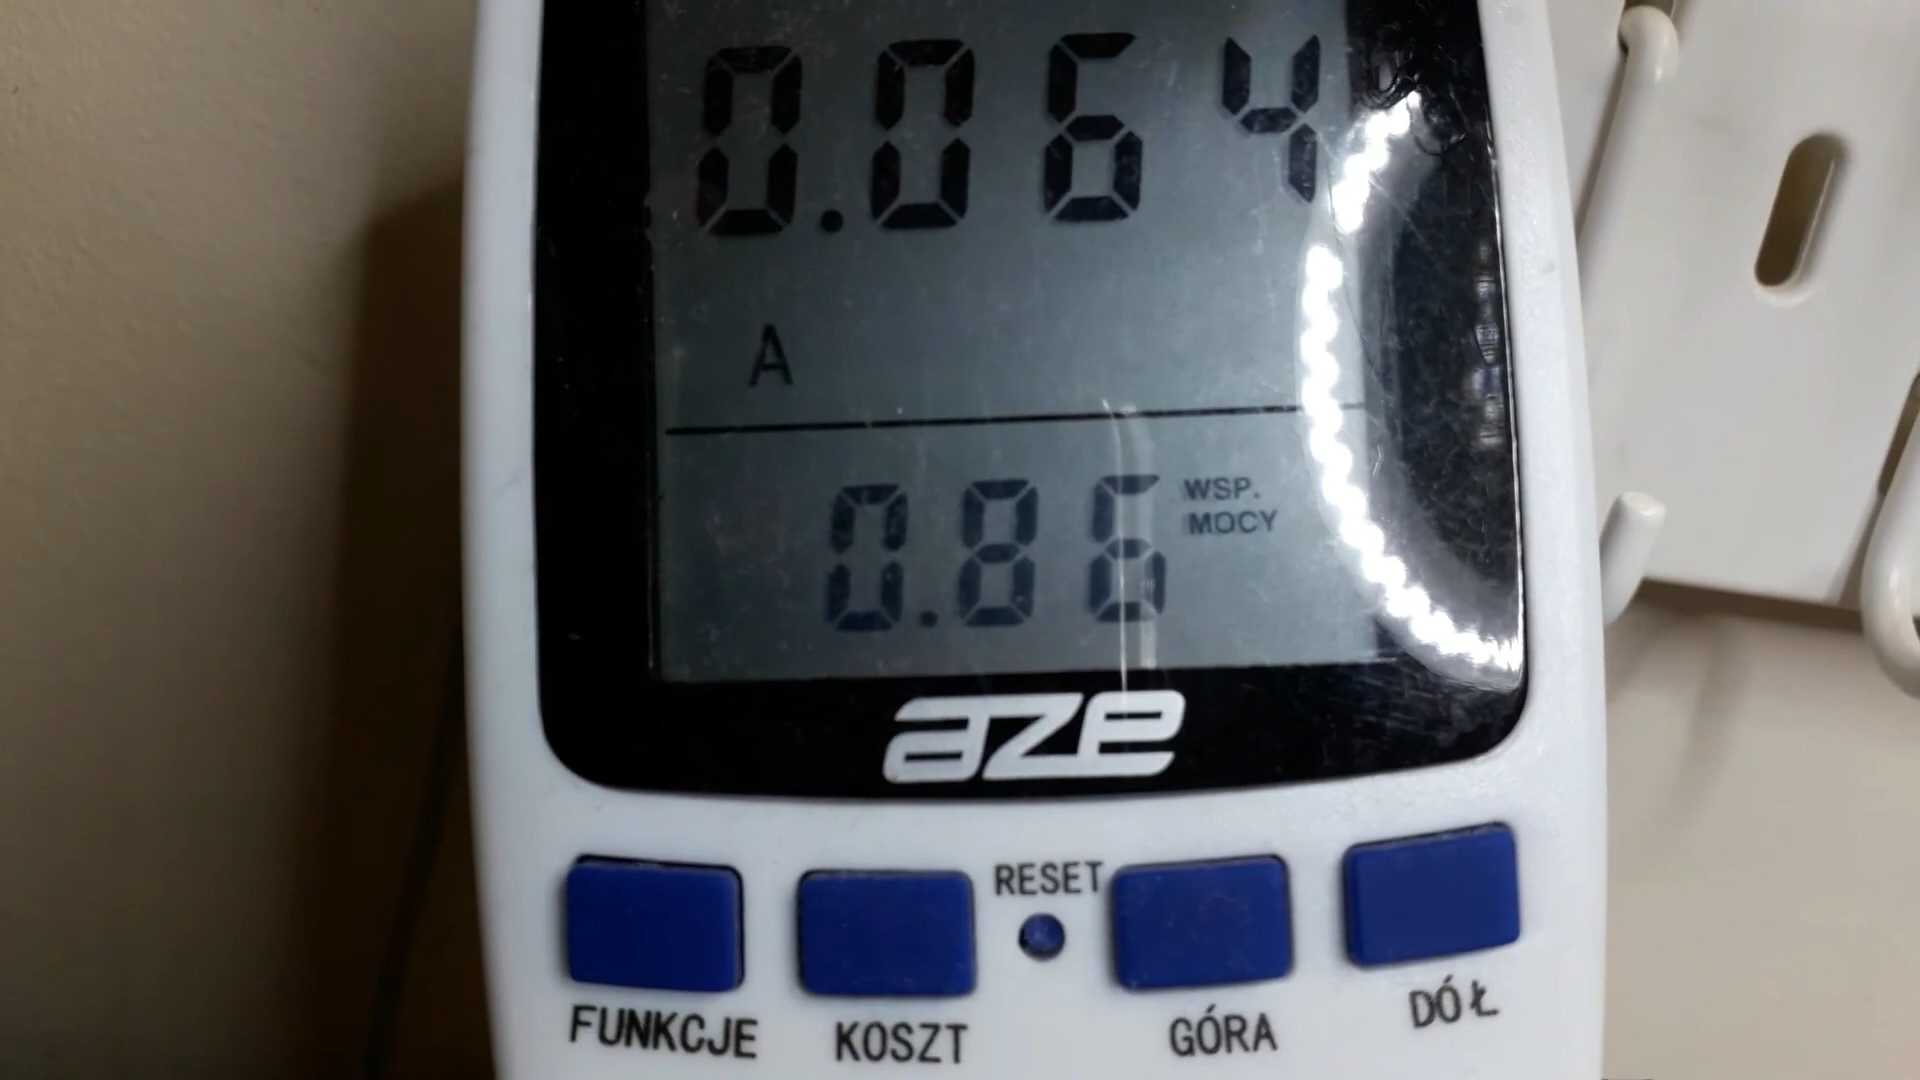 0.064
A
0.86 WSP.
MOCY
aze
RESET
FUNKCJE KOSZT GÓRA DÓŁ